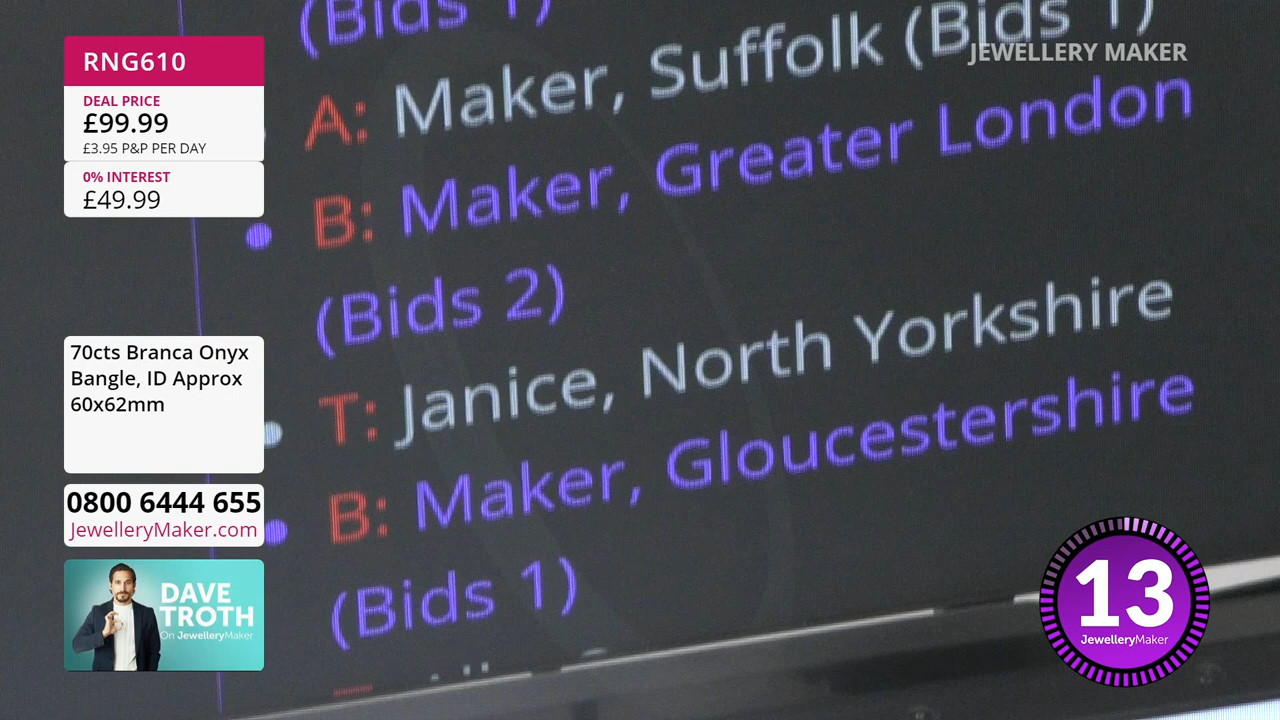 RNG610
DEAL PRICE
£99.99
£3.95 P&P PER DAY
0% INTEREST
£49.99
70cts Branca Onyx
Bangle, ID Approx
60x62mm
0800 6444 655
JewelleryMaker.com
DAVE
TROTH
On JewelleryMaker
(Bids 1)
A: Maker, Suffolk (Bids 1)
B: Maker, Greater London
(Bids 2)
T: Janice, North Yorkshire
B: Maker, Gloucestershire
(Bids 1)
JEWELLERY MAKER
13
JewelleryMaker